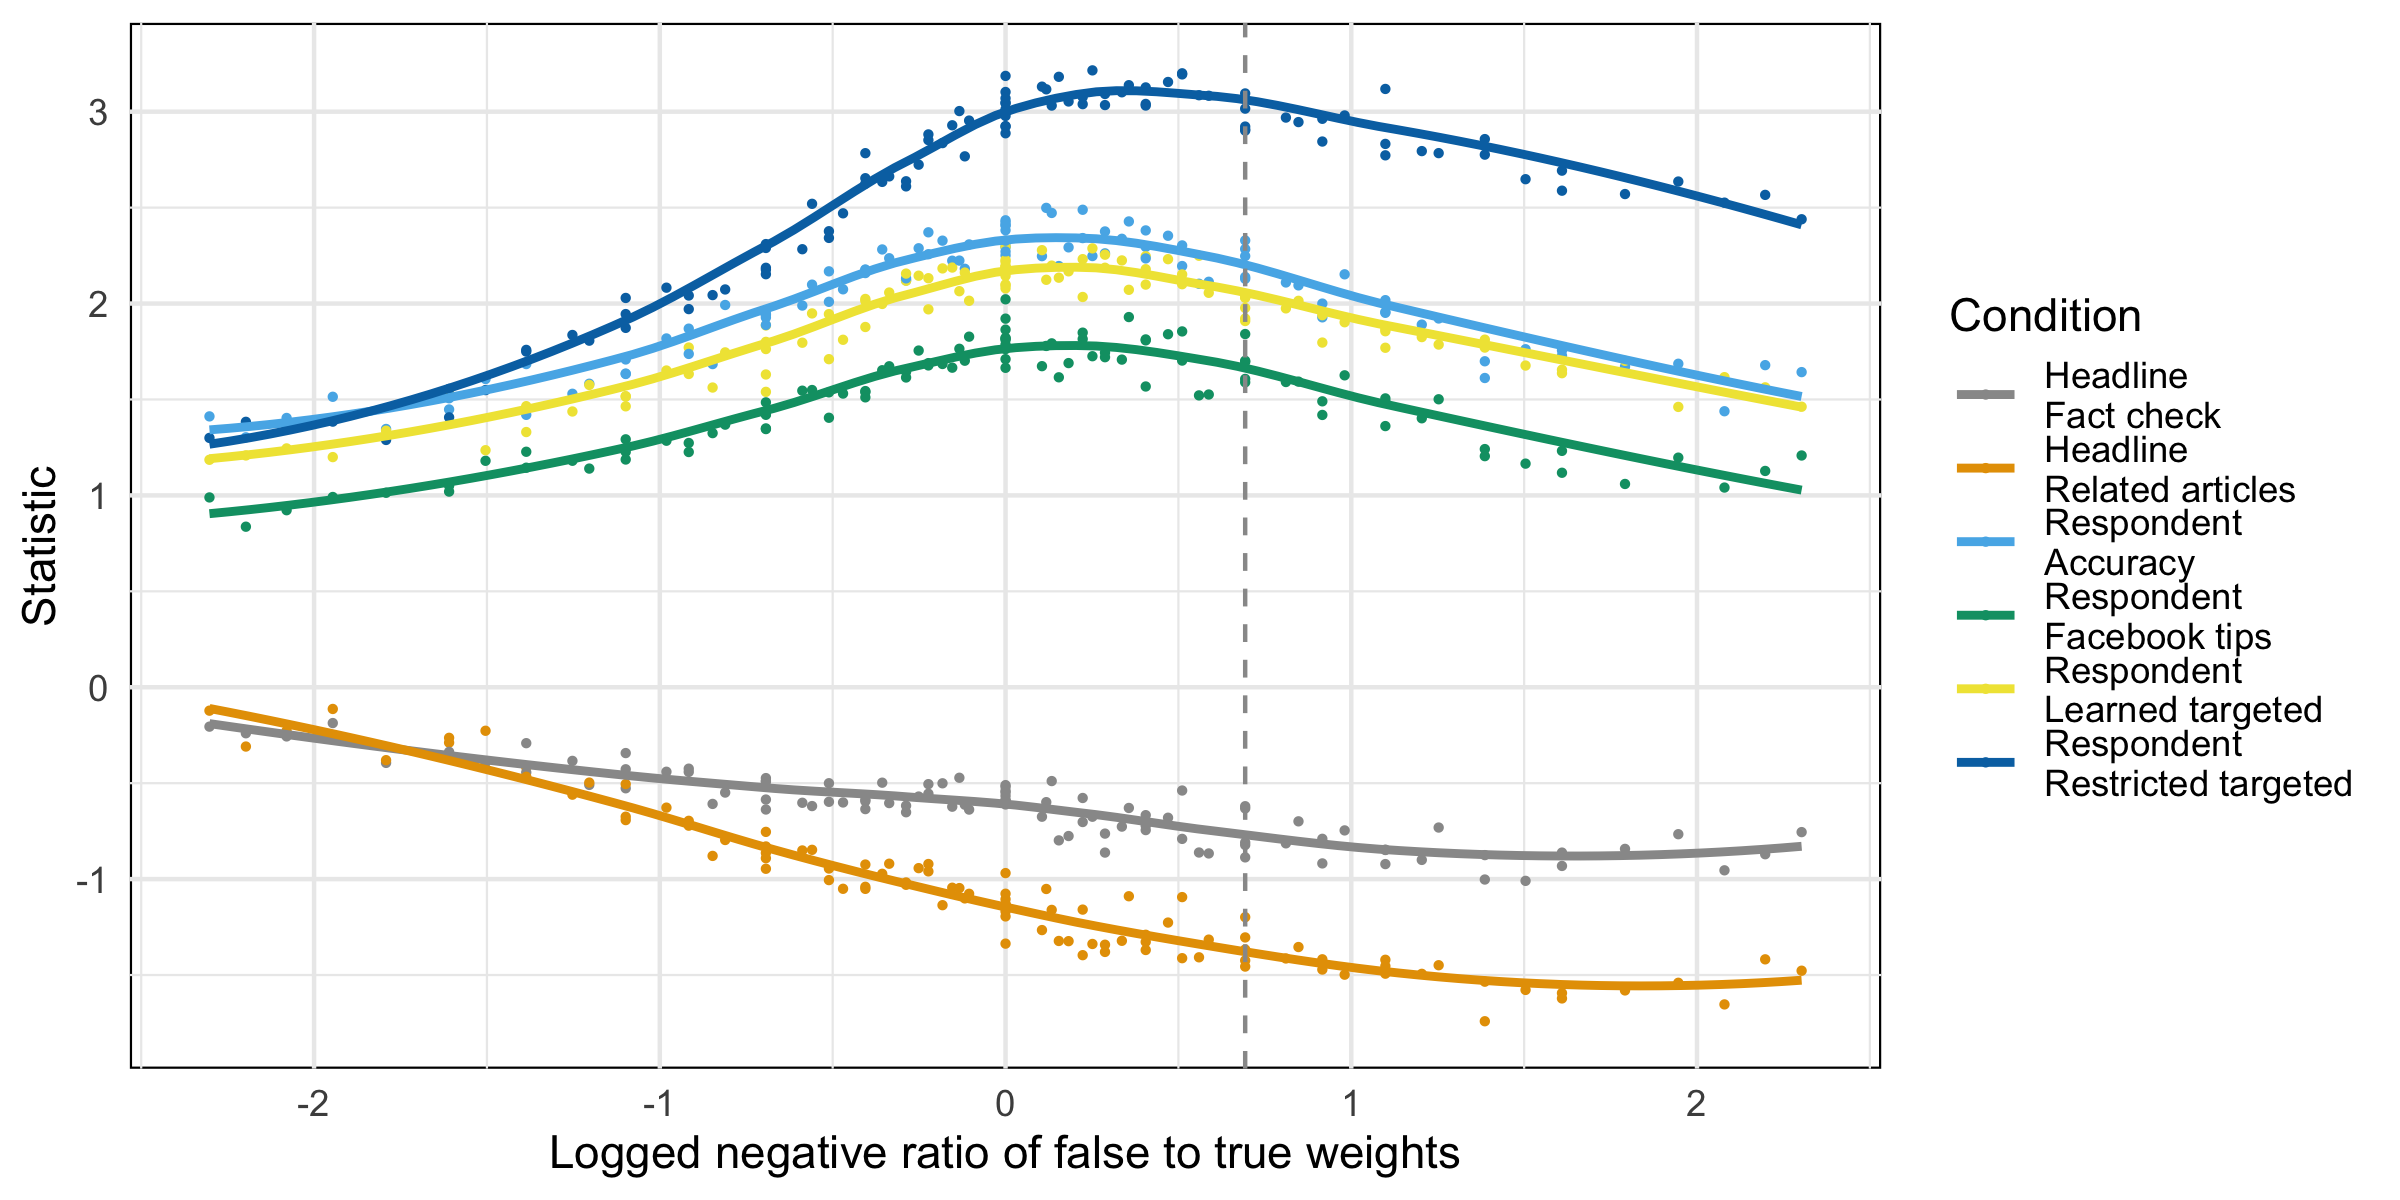 3
2
1
0
-1
Statistic
-2
-1
0
1
2
Logged negative ratio of false to true weights
Condition
Headline
Fact check
Headline
Related articles
Respondent
Accuracy
Respondent
Facebook tips
Respondent
Learned targeted
Respondent
Restricted targeted